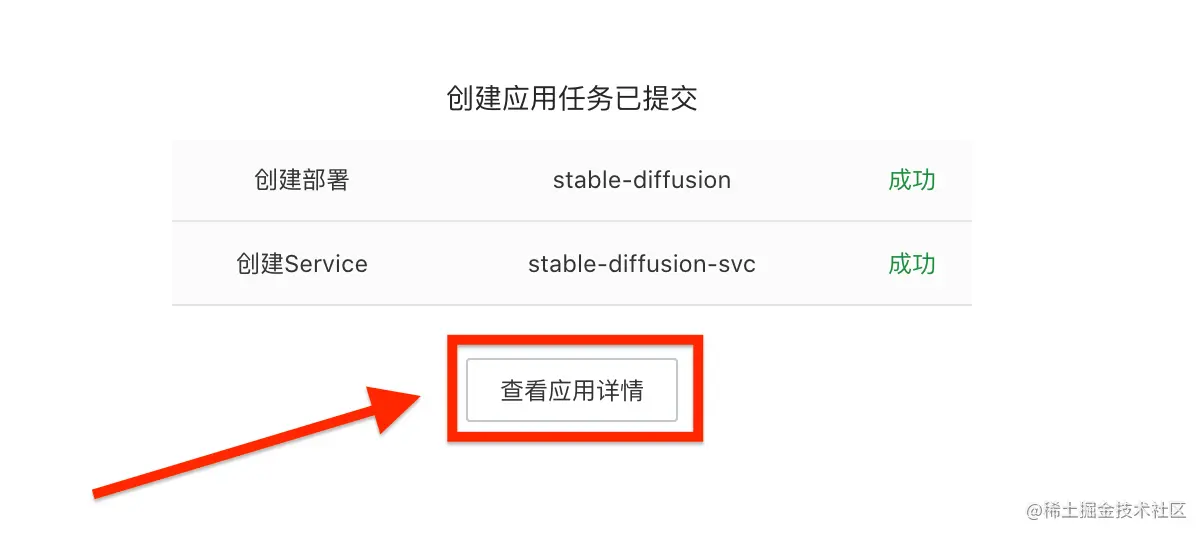 创建应用任务已提交
创建部署 stable-diffusion 成功
创建Service stable-diffusion-svc 成功
查看应用详情
@稀土掘金技术社区